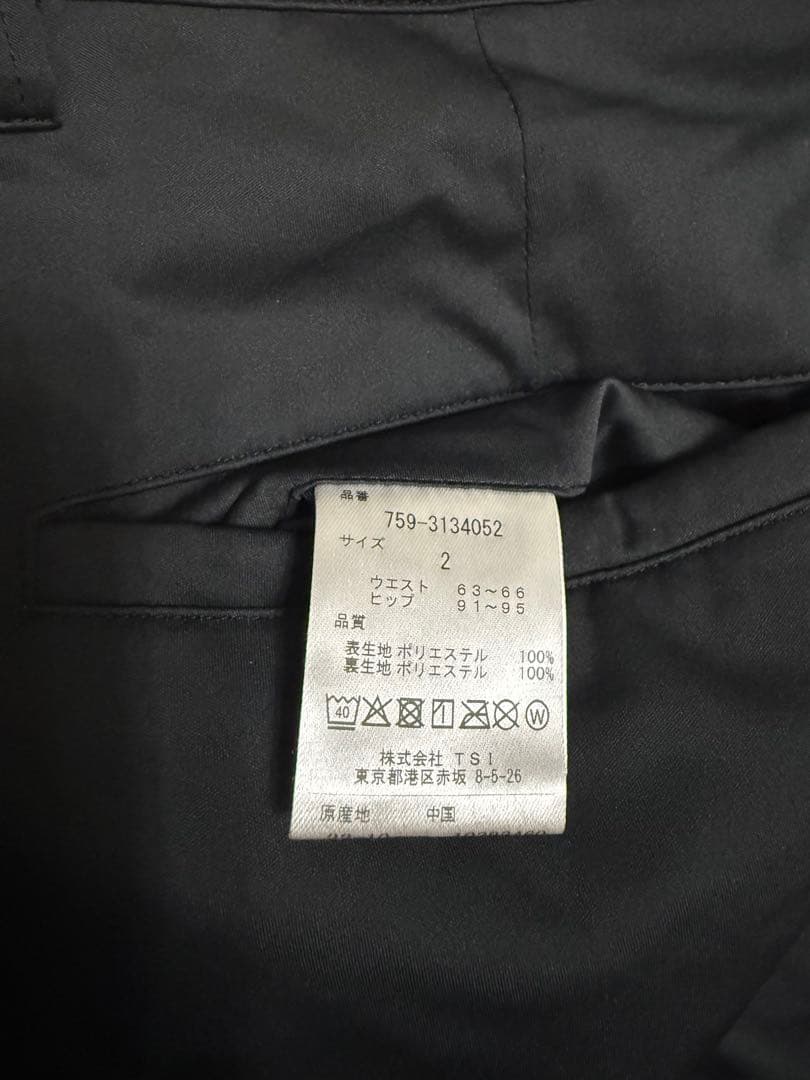 品番
759-3134052
サイズ
2
ウエスト 63~66
ヒップ 91~95
品質
表生地 ポリエステル 100%
裏生地 ポリエステル 100%
40 W
株式会社 TSI
東京都港区赤坂 8-5-26
原産地 中国